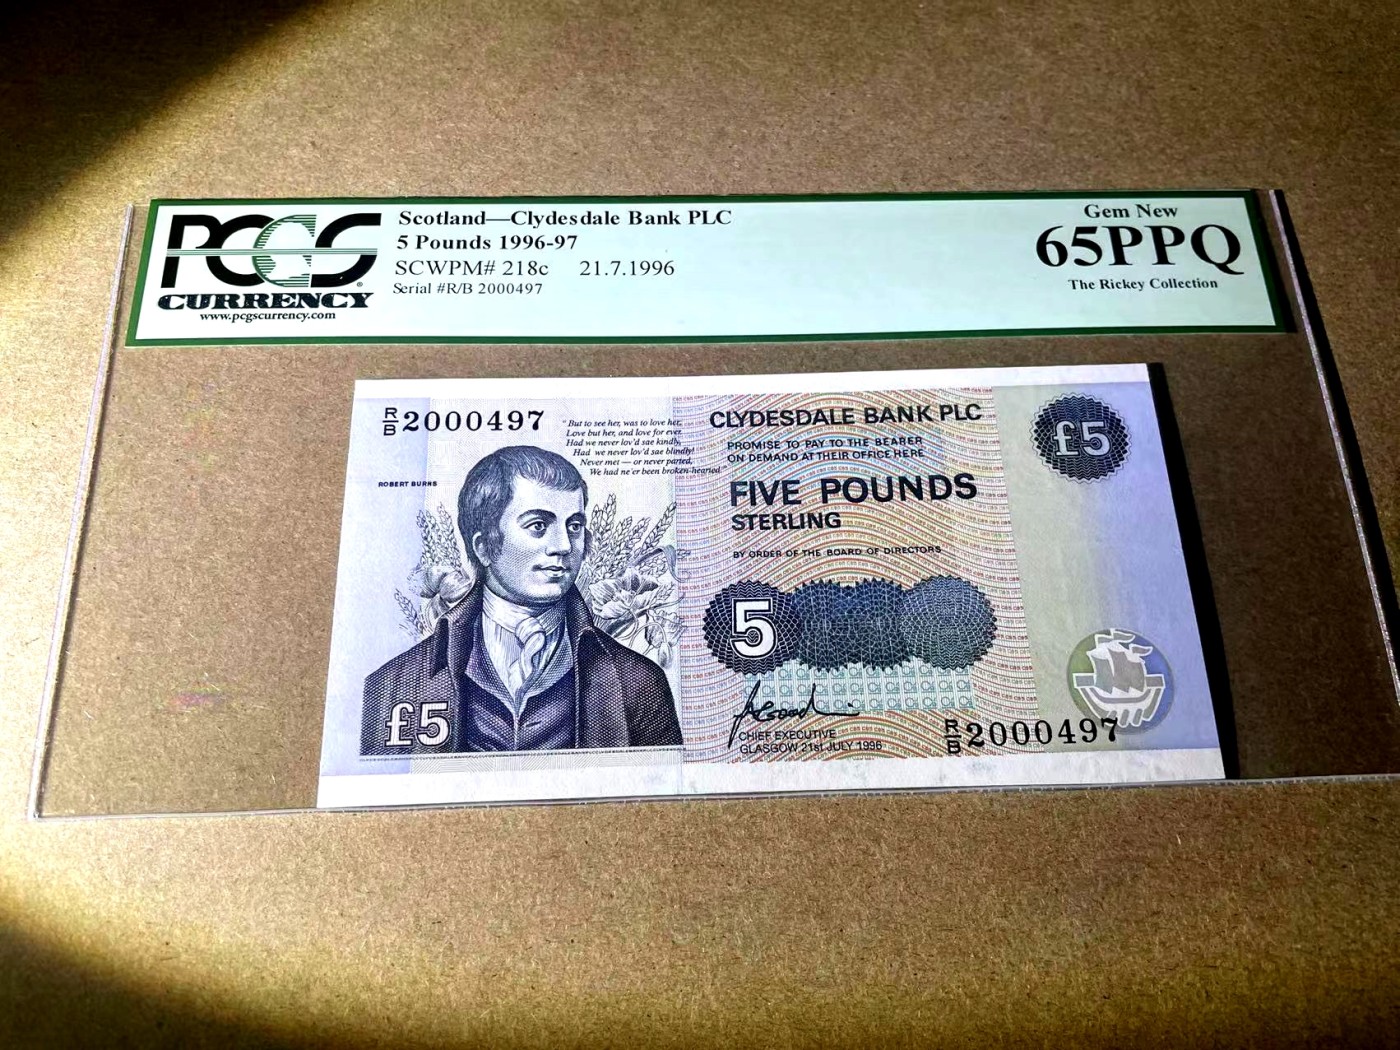 PCGS
CURRENCY
www.pcgscurrency.com
Scotland—Clydesdale Bank PLC
5 Pounds 1996-97
SCWPM# 218c 21.7.1996
Serial #R/B 2000497
Gem New
65PPQ
The Rickey Collection
R/B 2000497
"But to see her, was to love her,
Love but her, and love for ever.
Had we never lov'd sae kindly,
Had we never lov'd sae blindly!
Never met — or never parted,
We had ne'er been broken-hearted."
ROBERT BURNS
£5
CLYDESDALE BANK PLC
PROMISE TO PAY TO THE BEARER
ON DEMAND AT THEIR OFFICE HERE
FIVE POUNDS
STERLING
BY ORDER OF THE BOARD OF DIRECTORS
£5
5
CHIEF EXECUTIVE
GLASGOW 21st JULY 1996
R/B 2000497